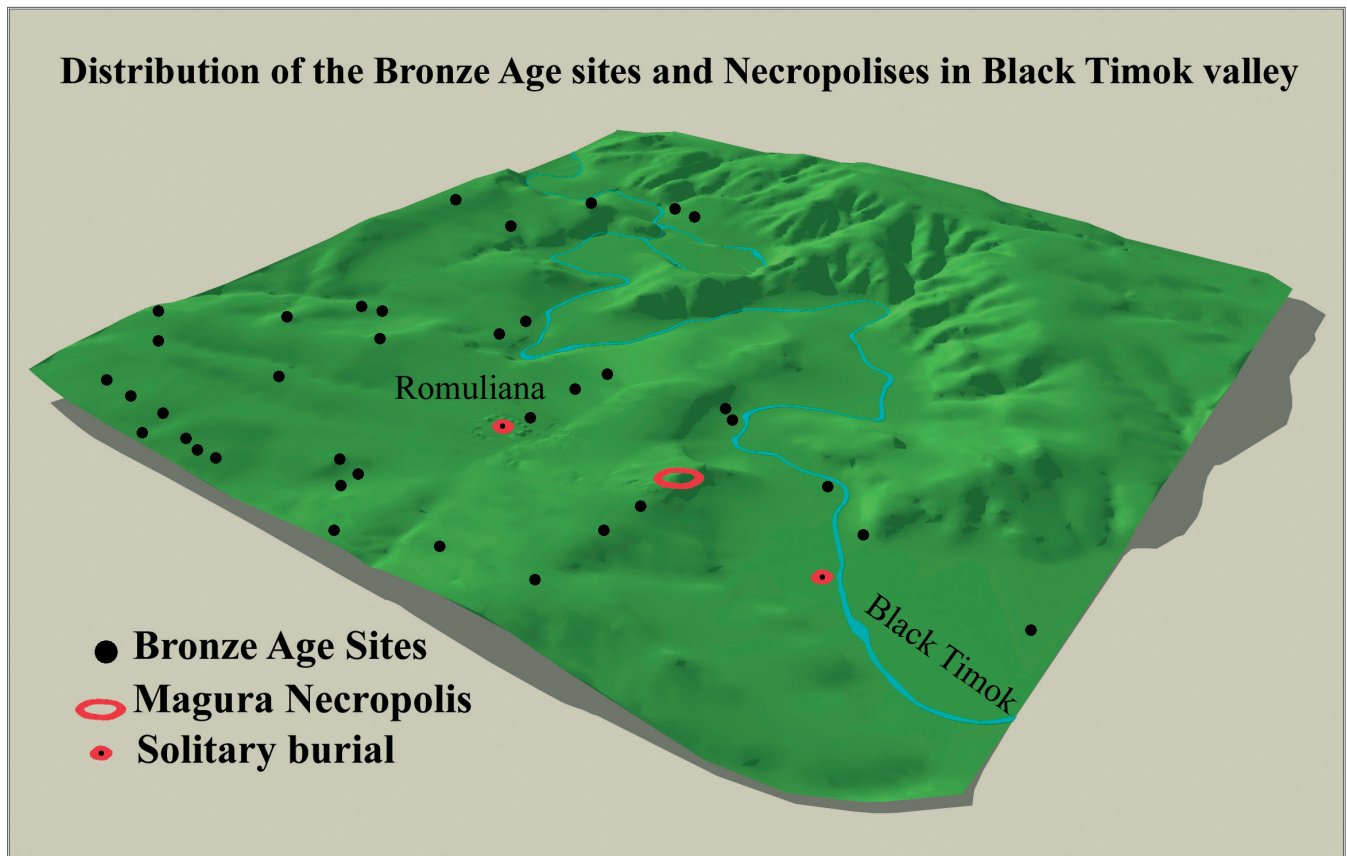 Distribution of the Bronze Age sites and Necropolises in Black Timok valley
Romuliana
Black Timok
Bronze Age Sites
Magura Necropolis
Solitary burial